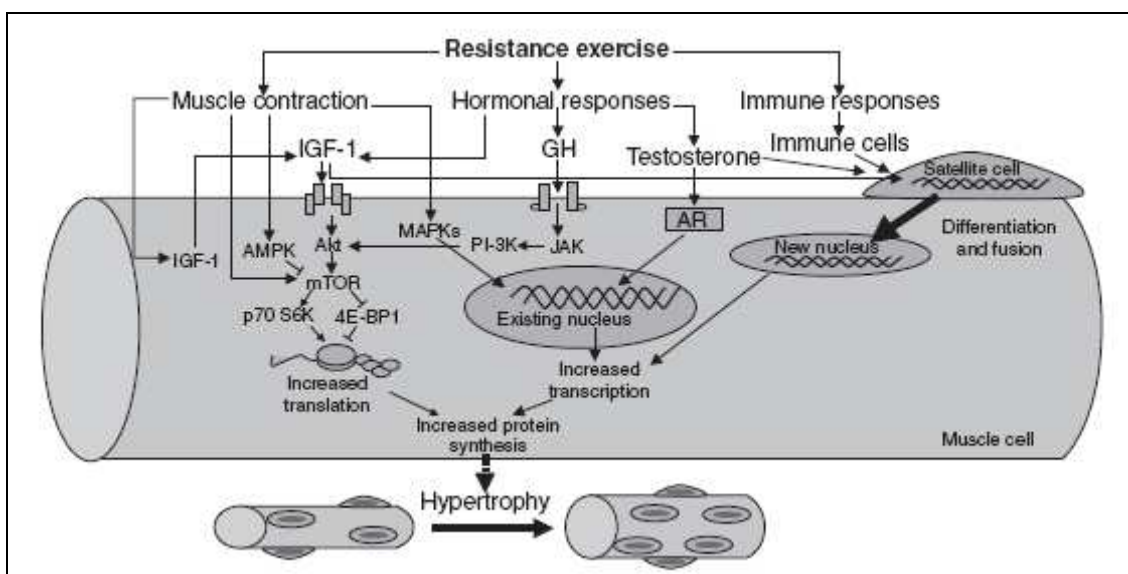 Resistance exercise
Muscle contraction
Hormonal responses
Immune responses
IGF-1
GH
Testosterone
Immune cells
Satellite cell
AR
MAPKs
Differentiation
and fusion
New nucleus
IGF-1
AMPK
Akt
PI-3K
JAK
mTOR
p70 S6K
4E-BP1
Existing nucleus
Increased
translation
Increased
transcription
Increased protein
synthesis
Muscle cell
Hypertrophy